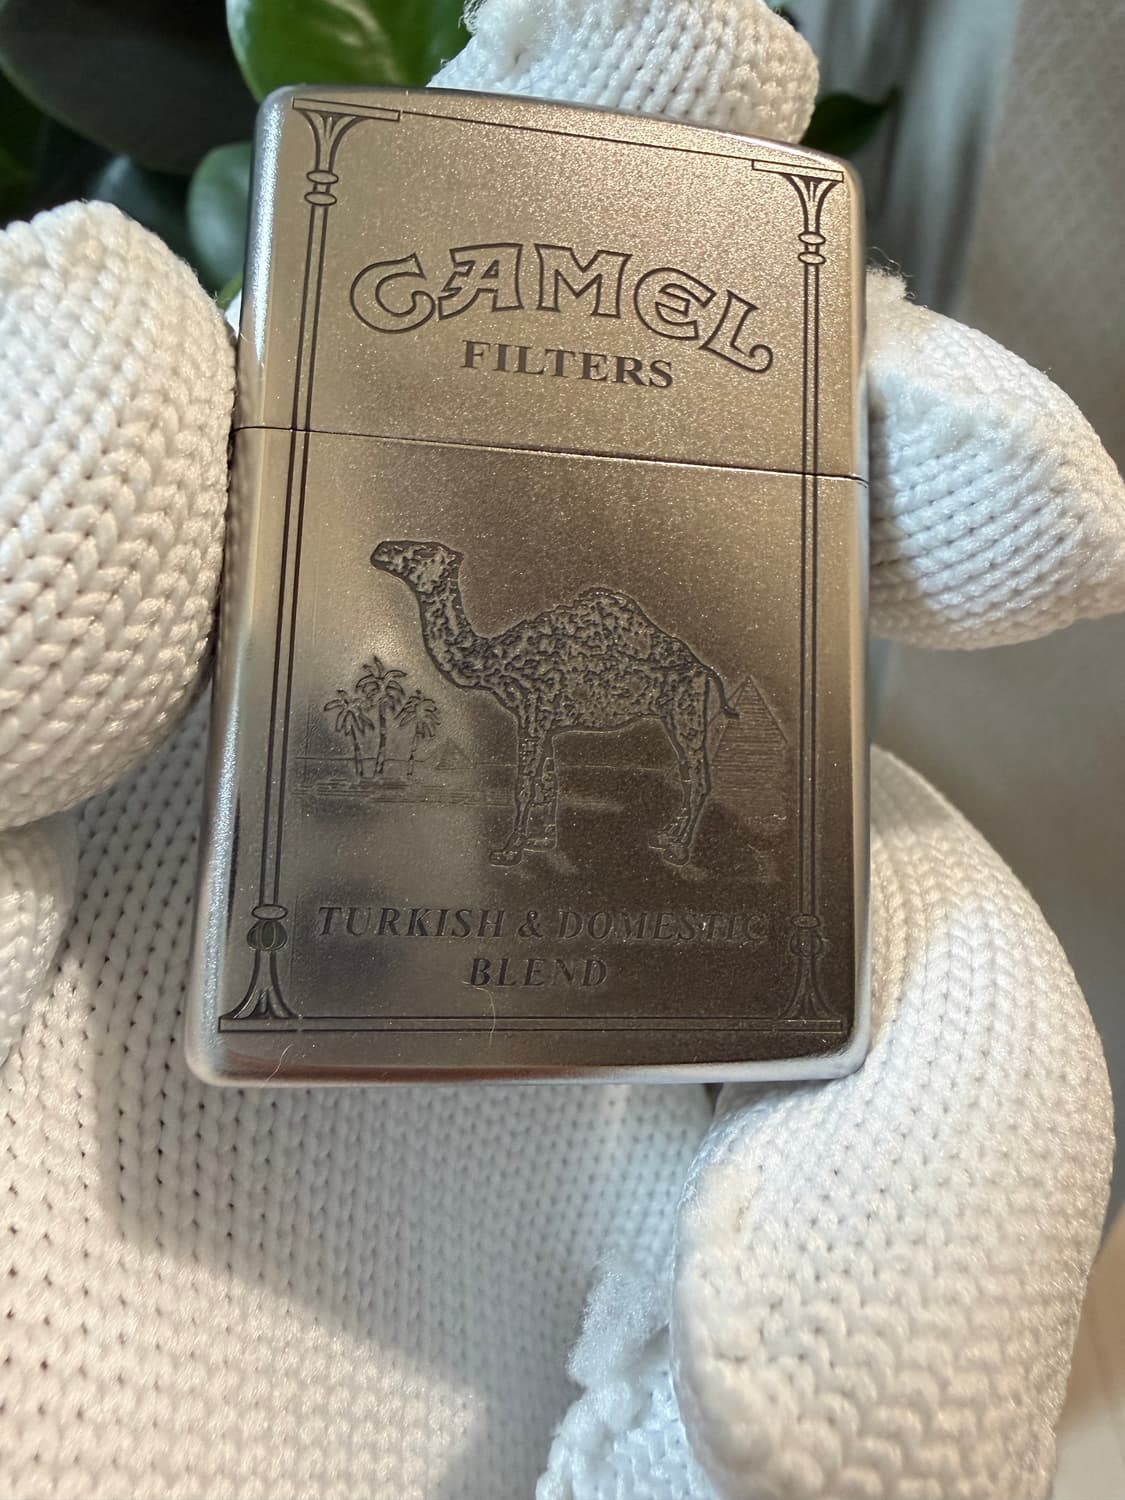 CAMEL
FILTERS
TURKISH & DOMESTIC
BLEND